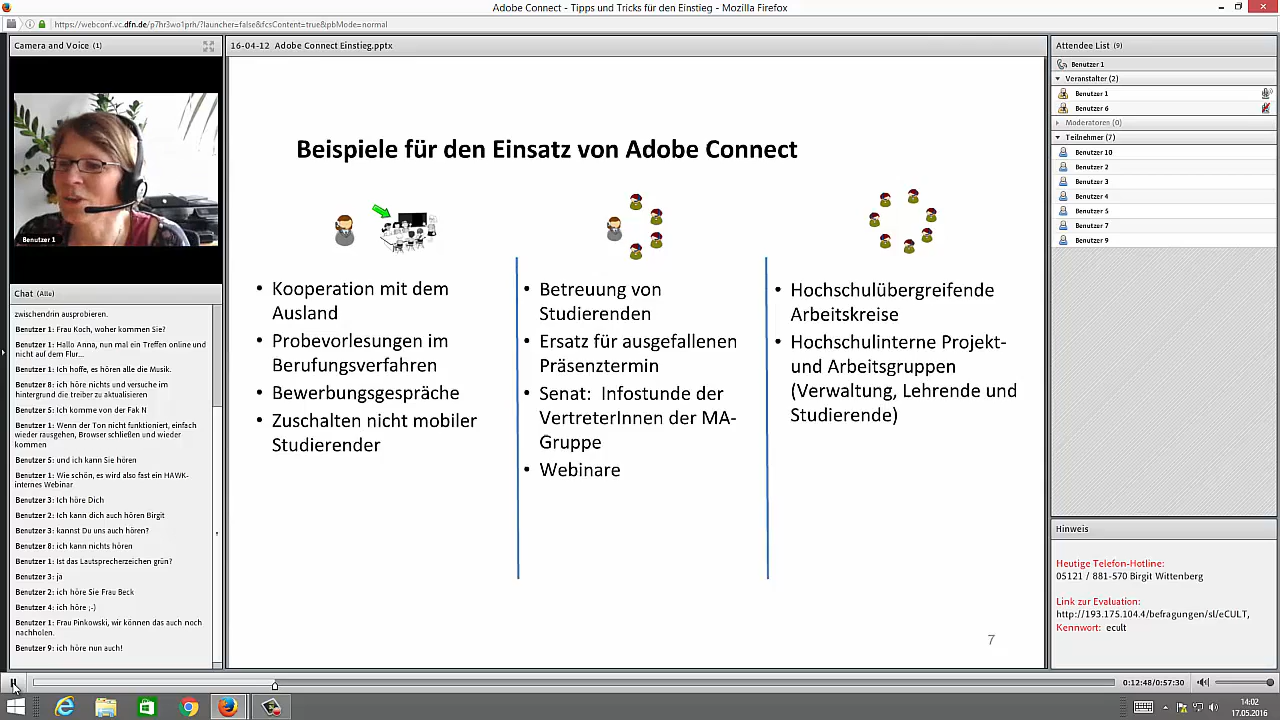 Adobe Connect - Tipps und Tricks für den Einstieg - Mozilla Firefox
https://webconf.vc.dfn.de/p7hr3wo1prh/?launcher=false&fcsContent=true&pbMode=normal
Camera and Voice (1)
Benutzer 1
Chat (Alle)
zwischendrin ausprobieren.
Benutzer 1: Frau Koch, woher kommen Sie?
Benutzer 1: Hallo Anna, nun mal ein Treffen online und
nicht auf dem Flur...
Benutzer 1: Ich hoffe, es hören alle die Musik.
Benutzer 8: ich höre nichts und versuche im
hintergrund die treiber zu aktualisieren
Benutzer 5: Ich komme von der Fak N
Benutzer 1: Wenn der Ton nicht funktioniert, einfach
wieder rausgehen, Browser schließen und wieder
kommen
Benutzer 5: und ich kann Sie hören
Benutzer 1: Wie schön, es wird also fast ein HAWK-
internes Webinar
Benutzer 3: Ich höre Dich
Benutzer 2: Ich kann dich auch hören Birgit
Benutzer 3: kannst Du uns auch hören?
Benutzer 8: ich kann nichts hören
Benutzer 1: Ist das Lautsprecherzeichen grün?
Benutzer 3: ja
Benutzer 2: ich höre Sie Frau Beck
Benutzer 4: ich höre ;-)
Benutzer 1: Frau Pinkowski, wir können das auch noch
nachholen.
Benutzer 9: ich höre nun auch!
16-04-12 Adobe Connect Einstieg.pptx
Beispiele für den Einsatz von Adobe Connect
• Kooperation mit dem
Ausland
• Probevorlesungen im
Berufungsverfahren
• Bewerbungsgespräche
• Zuschalten nicht mobiler
Studierender
• Betreuung von
Studierenden
• Ersatz für ausgefallenen
Präsenztermin
• Senat: Infostunde der
VertreterInnen der MA-
Gruppe
• Webinare
• Hochschulübergreifende
Arbeitskreise
• Hochschulinterne Projekt-
und Arbeitsgruppen
(Verwaltung, Lehrende und
Studierende)
7
Attendee List (9)
Benutzer 1
Veranstalter (2)
Benutzer 1
Benutzer 6
Moderatoren (0)
Teilnehmer (7)
Benutzer 10
Benutzer 2
Benutzer 3
Benutzer 4
Benutzer 5
Benutzer 7
Benutzer 9
Hinweis
Heutige Telefon-Hotline:
05121 / 881-570 Birgit Wittenberg
Link zur Evaluation:
http://193.175.104.4/befragungen/sl/eCULT,
Kennwort: ecult
0:12:48/0:57:30
14:02
17.05.2016